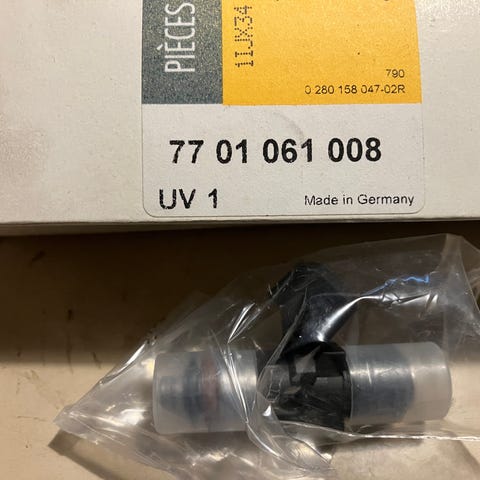 PIÈCES
11JX34
790
0 280 158 047-02R
77 01 061 008
UV 1
Made in Germany